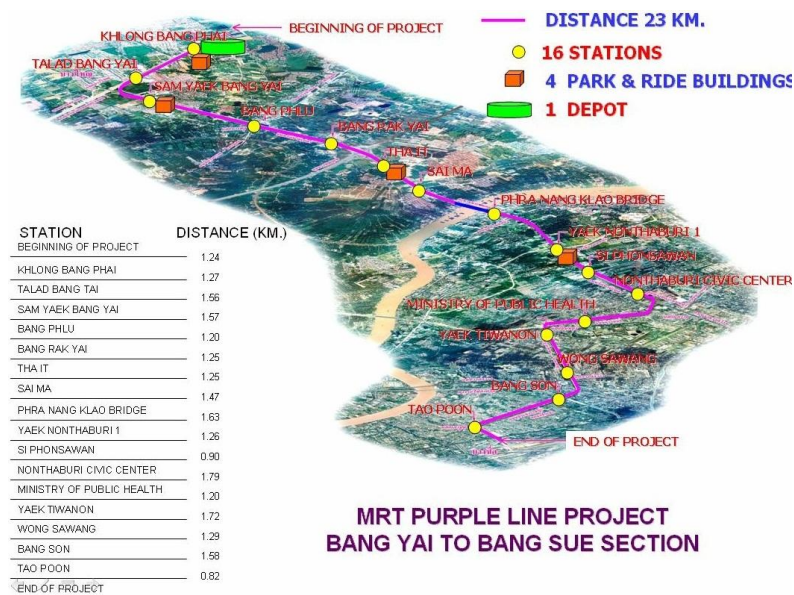 KHLONG BANG PHAI
BEGINNING OF PROJECT
TALAD BANG YAI
SAM YAEK BANG YAI
BANG PHLU
BANG RAK YAI
THA IT
SAI MA
PHRA NANG KLAO BRIDGE
YAEK NONTHABURI 1
SI PHONSAWAN
NONTHABURI CIVIC CENTER
MINISTRY OF PUBLIC HEALTH
YAEK TIWANON
WONG SAWANG
BANG SON
TAO POON
END OF PROJECT
DISTANCE 23 KM.
16 STATIONS
4 PARK & RIDE BUILDINGS
1 DEPOT
STATION DISTANCE (KM.)
BEGINNING OF PROJECT
1.24
KHLONG BANG PHAI
1.27
TALAD BANG TAI
1.56
SAM YAEK BANG YAI
1.57
BANG PHLU
1.20
BANG RAK YAI
1.25
THA IT
1.25
SAI MA
1.47
PHRA NANG KLAO BRIDGE
1.63
YAEK NONTHABURI 1
1.26
SI PHONSAWAN
0.90
NONTHABURI CIVIC CENTER
1.79
MINISTRY OF PUBLIC HEALTH
1.20
YAEK TIWANON
1.72
WONG SAWANG
1.29
BANG SON
1.58
TAO POON
0.82
END OF PROJECT
MRT PURPLE LINE PROJECT
BANG YAI TO BANG SUE SECTION